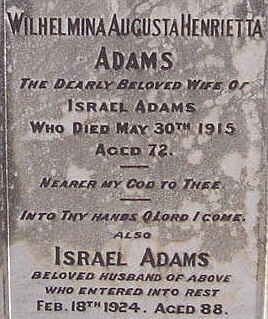 WILHELMINA AUGUSTA HENRIETTA
ADAMS
THE DEARLY BELOVED WIFE OF
ISRAEL ADAMS
WHO DIED MAY 30TH 1915
AGED 72.
NEARER MY GOD TO THEE
INTO THY HANDS O LORD I COME.
ALSO
ISRAEL ADAMS
BELOVED HUSBAND OF ABOVE
WHO ENTERED INTO REST
FEB. 18TH 1924. AGED 88.